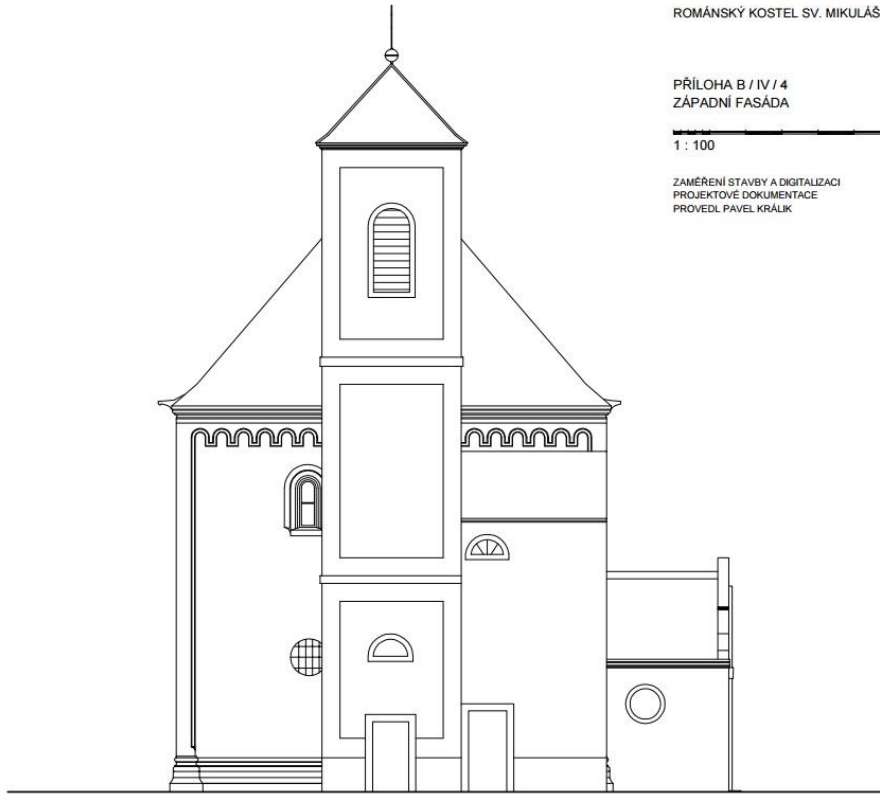 ROMÁNSKÝ KOSTEL SV. MIKULÁŠ
PŘÍLOHA B / IV / 4
ZÁPADNÍ FASÁDA
1 : 100
ZAMĚŘENÍ STAVBY A DIGITALIZACI
PROJEKTOVÉ DOKUMENTACE
PROVEDL PAVEL KRÁLIK